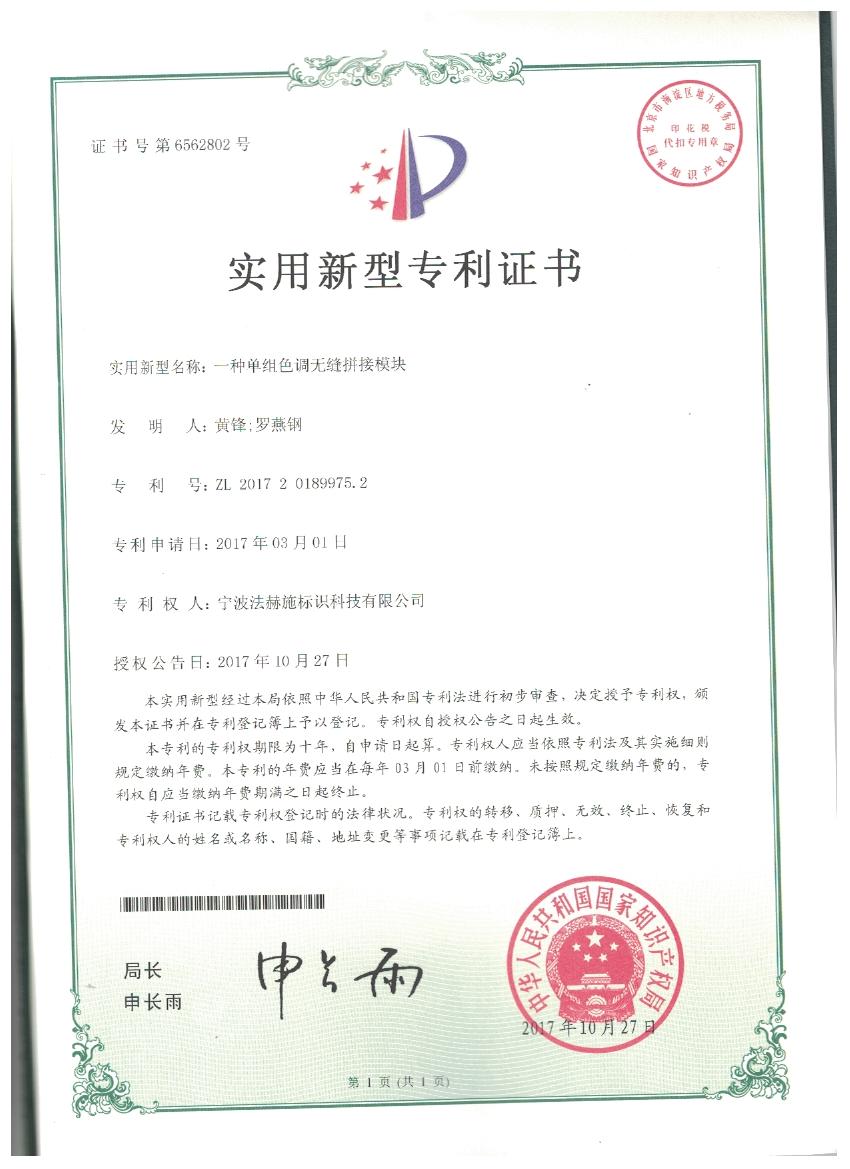 证书号第6562802号
北京市海淀区地方税务局
印花税
代扣专用章
国家知识产权局
实用新型专利证书
实用新型名称：一种单组色调无缝拼接模块
发明人：黄锋;罗燕钢
专利号：ZL 2017 2 0189975.2
专利申请日：2017年03月01日
专利权人：宁波法赫施标识科技有限公司
授权公告日：2017年10月27日
本实用新型经过本局依照中华人民共和国专利法进行初步审查，决定授予专利权，颁
发本证书并在专利登记簿上予以登记。专利权自授权公告之日起生效。
本专利的专利权期限为十年，自申请日起算。专利权人应当依照专利法及其实施细则
规定缴纳年费。本专利的年费应当在每年03月01日前缴纳。未按照规定缴纳年费的，专
利权自应当缴纳年费期满之日起终止。
专利证书记载专利权登记时的法律状况。专利权的转移、质押、无效、终止、恢复和
专利权人的姓名或名称、国籍、地址变更等事项记载在专利登记簿上。
局长
申长雨
申长雨
中华人民共和国国家知识产权局
2017年10月27日
第1页(共1页)